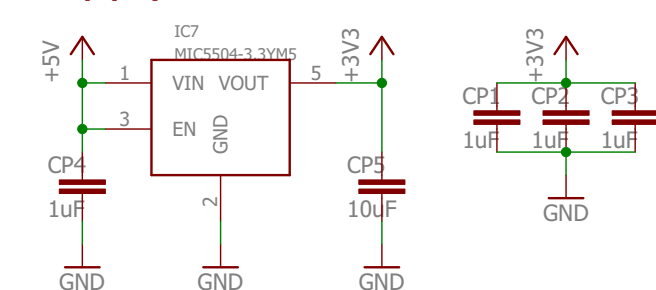 IC7
MIC5504-3.3YM5
+5V
+3V3
+3V3
1
VIN
VOUT
5
3
EN
GND
2
CP4
1uF
CP5
10uF
CP1
CP2
CP3
1uF
1uF
1uF
GND
GND
GND
GND